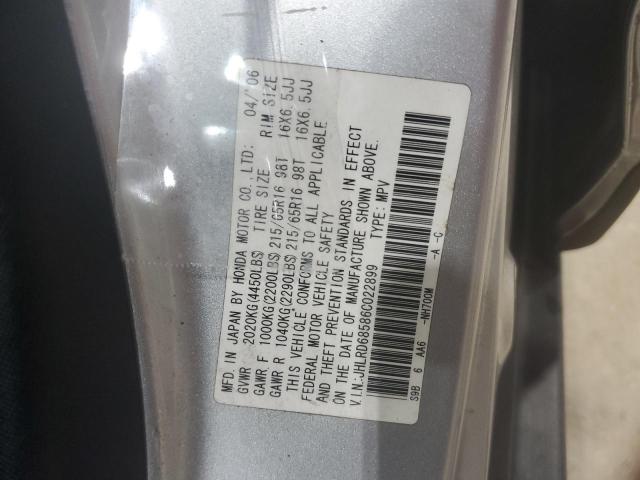 MFD. IN JAPAN BY HONDA MOTOR CO., LTD. 04/'06
GVWR 2020KG(4450LBS) TIRE SIZE RIM SIZE
GAWR F 1000KG(2200LBS) 215/65R16 98T 16X6.5JJ
GAWR R 1040KG(2290LBS) 215/65R16 98T 16X6.5JJ
THIS VEHICLE CONFORMS TO ALL APPLICABLE
FEDERAL MOTOR VEHICLE SAFETY
AND THEFT PREVENTION STANDARDS IN EFFECT
ON THE DATE OF MANUFACTURE SHOWN ABOVE.
V.I.N.:JHLRD68586C022899 TYPE: MPV
S9B 6 AA6 -NH700M -A -C